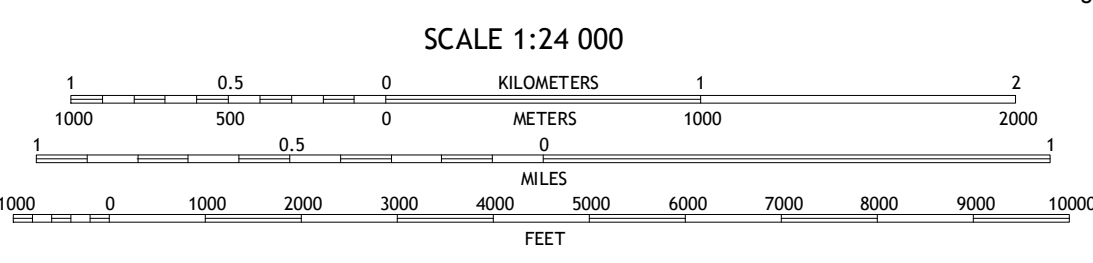 SCALE 1:24 000
1 0.5 0 KILOMETERS 1 2
1000 500 0 METERS 1000 2000
1 0.5 0 1
MILES
1000 0 1000 2000 3000 4000 5000 6000 7000 8000 9000 10000
FEET